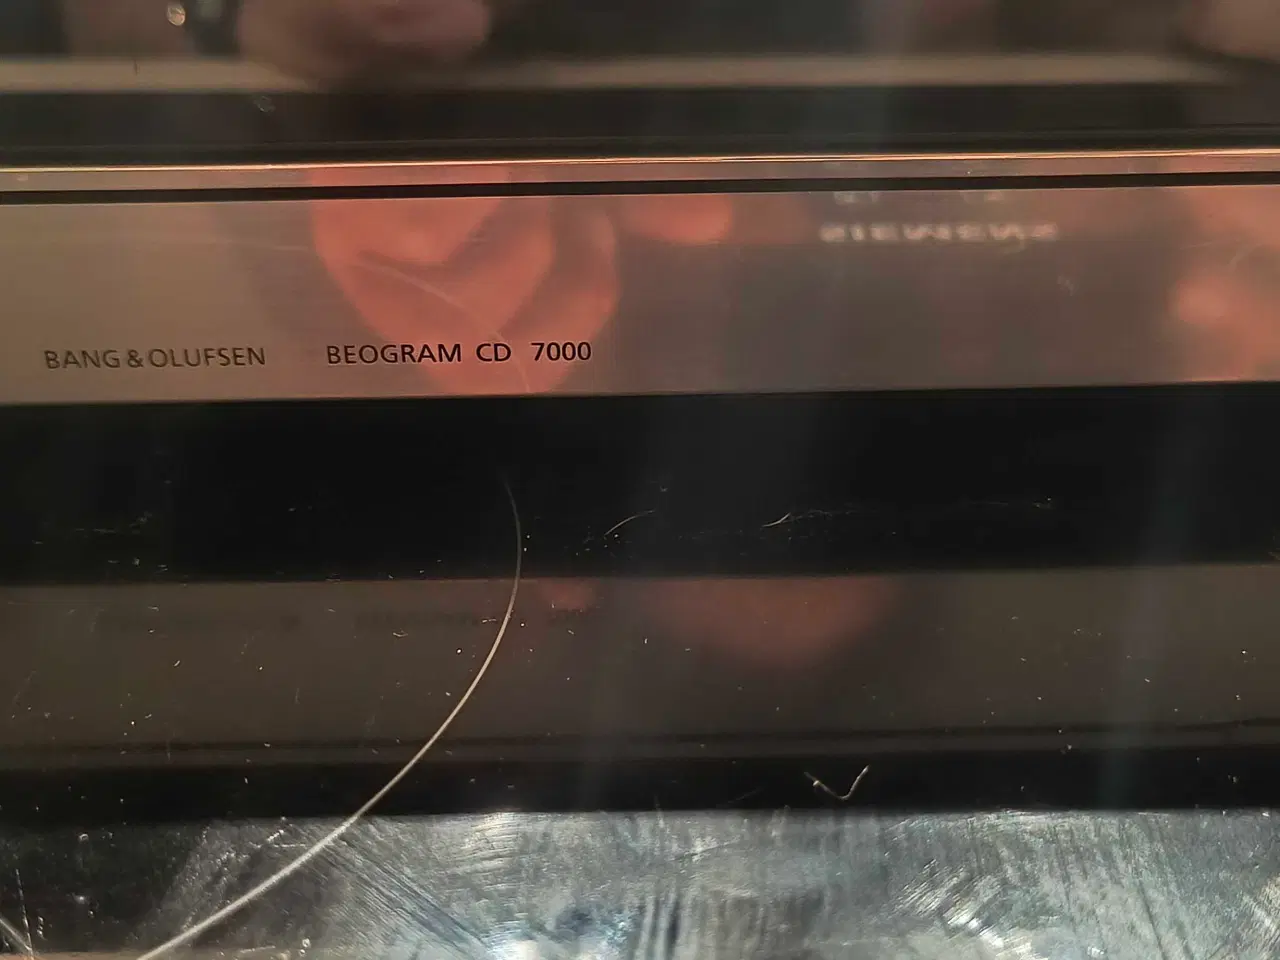 BANG & OLUFSEN BEOGRAM CD 7000